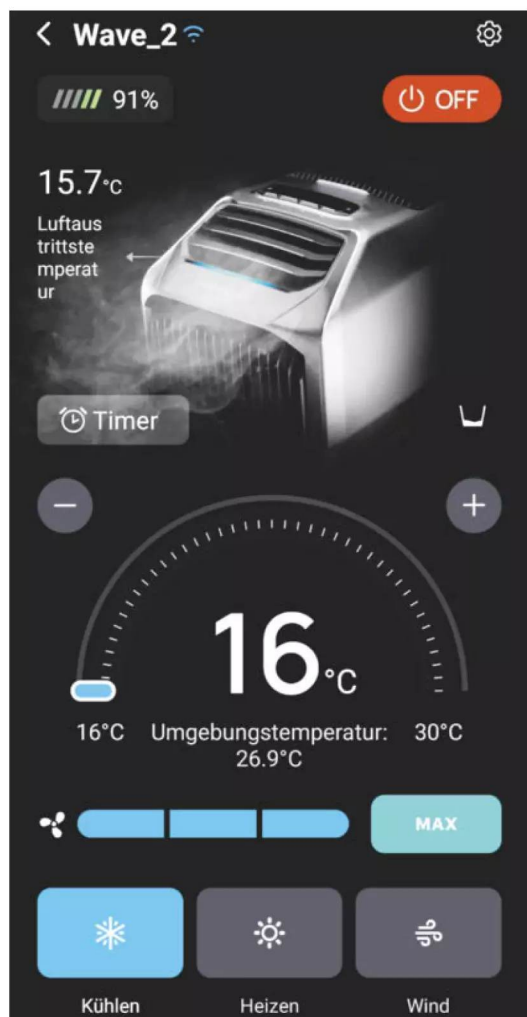 Wave_2
91%
OFF
15.7°C
Luftaus
trittste
mperat
ur
Timer
16°C
16°C
Umgebungstemperatur:
30°C
26.9°C
MAX
Kühlen
Heizen
Wind